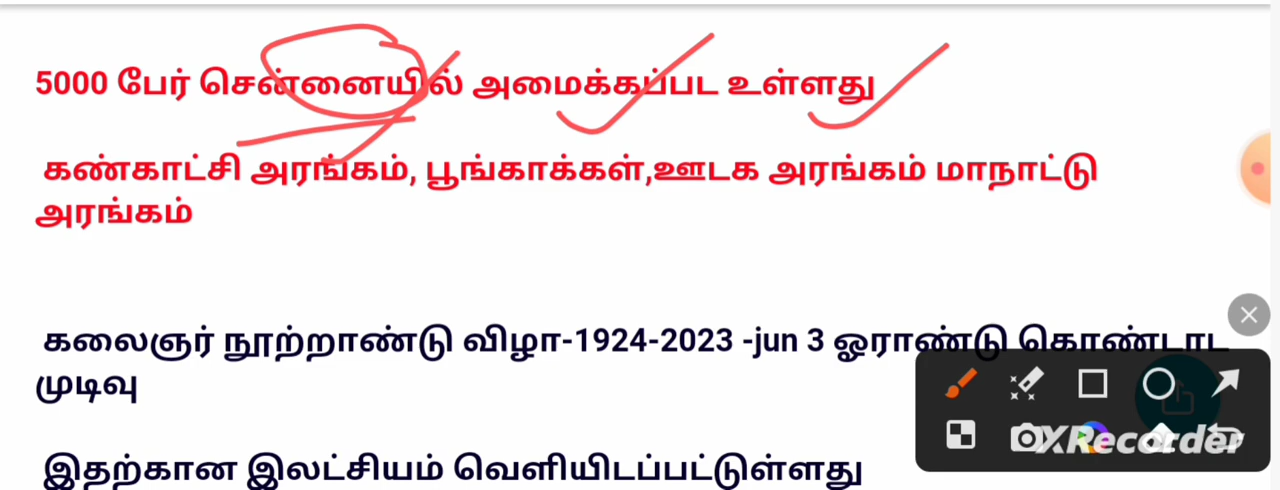 5000 பேர் சென்னையில் அமைக்கப்பட உள்ளது
கண்காட்சி அரங்கம், பூங்காக்கள்,ஊடக அரங்கம் மாநாட்டு
அரங்கம்
கலைஞர் நூற்றாண்டு விழா-1924-2023 -jun 3 ஓராண்டு கொண்டாட
முடிவு
XRecorder
இதற்கான இலட்சியம் வெளியிடப்பட்டுள்ளது